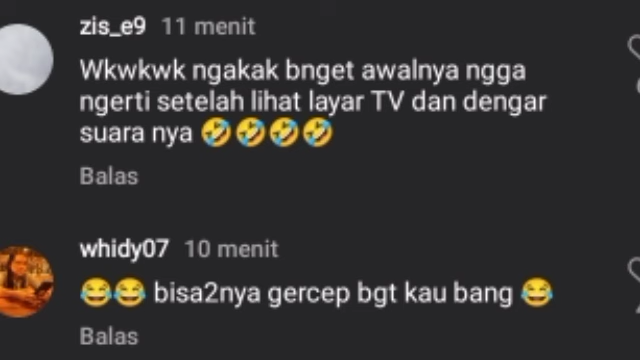 zis_e9 11 menit
Wkwkwk ngakak bnget awalnya ngga
ngerti setelah lihat layar TV dan dengar
suara nya 🤣🤣🤣🤣
Balas
whidy07 10 menit
😂😂 bisa2nya gercep bgt kau bang 😂
Balas